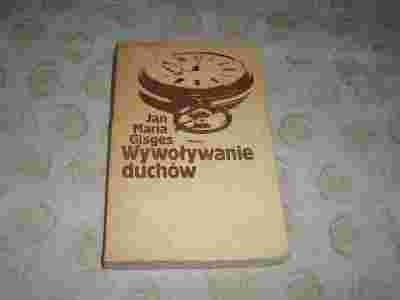 Jan
Maria
Gisges
Wywoływanie
duchów